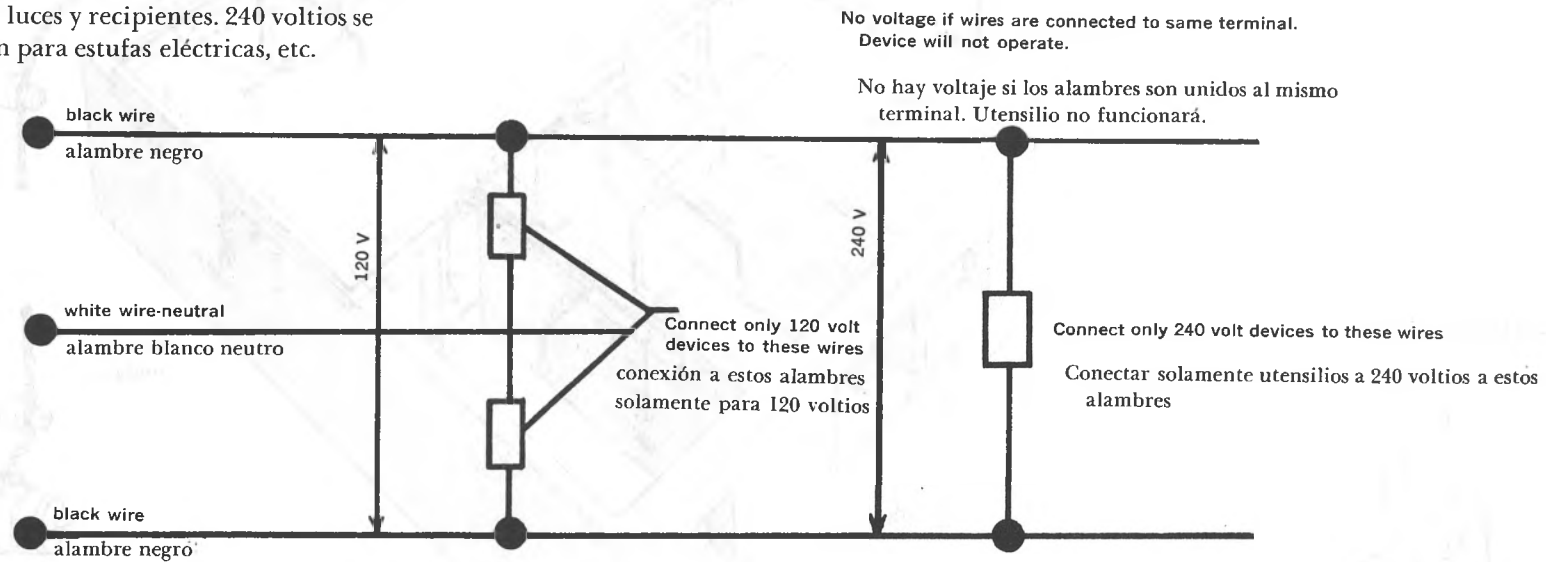 luces y recipientes. 240 voltios se
para estufas eléctricas, etc.
No voltage if wires are connected to same terminal.
Device will not operate.
No hay voltaje si los alambres son unidos al mismo
terminal. Utensilio no funcionará.
black wire
alambre negro
120 V
240 V
white wire-neutral
alambre blanco neutro
Connect only 120 volt
devices to these wires
conexión a estos alambres
solamente para 120 voltios
Connect only 240 volt devices to these wires
Conectar solamente utensilios a 240 voltios a estos
alambres
black wire
alambre negro